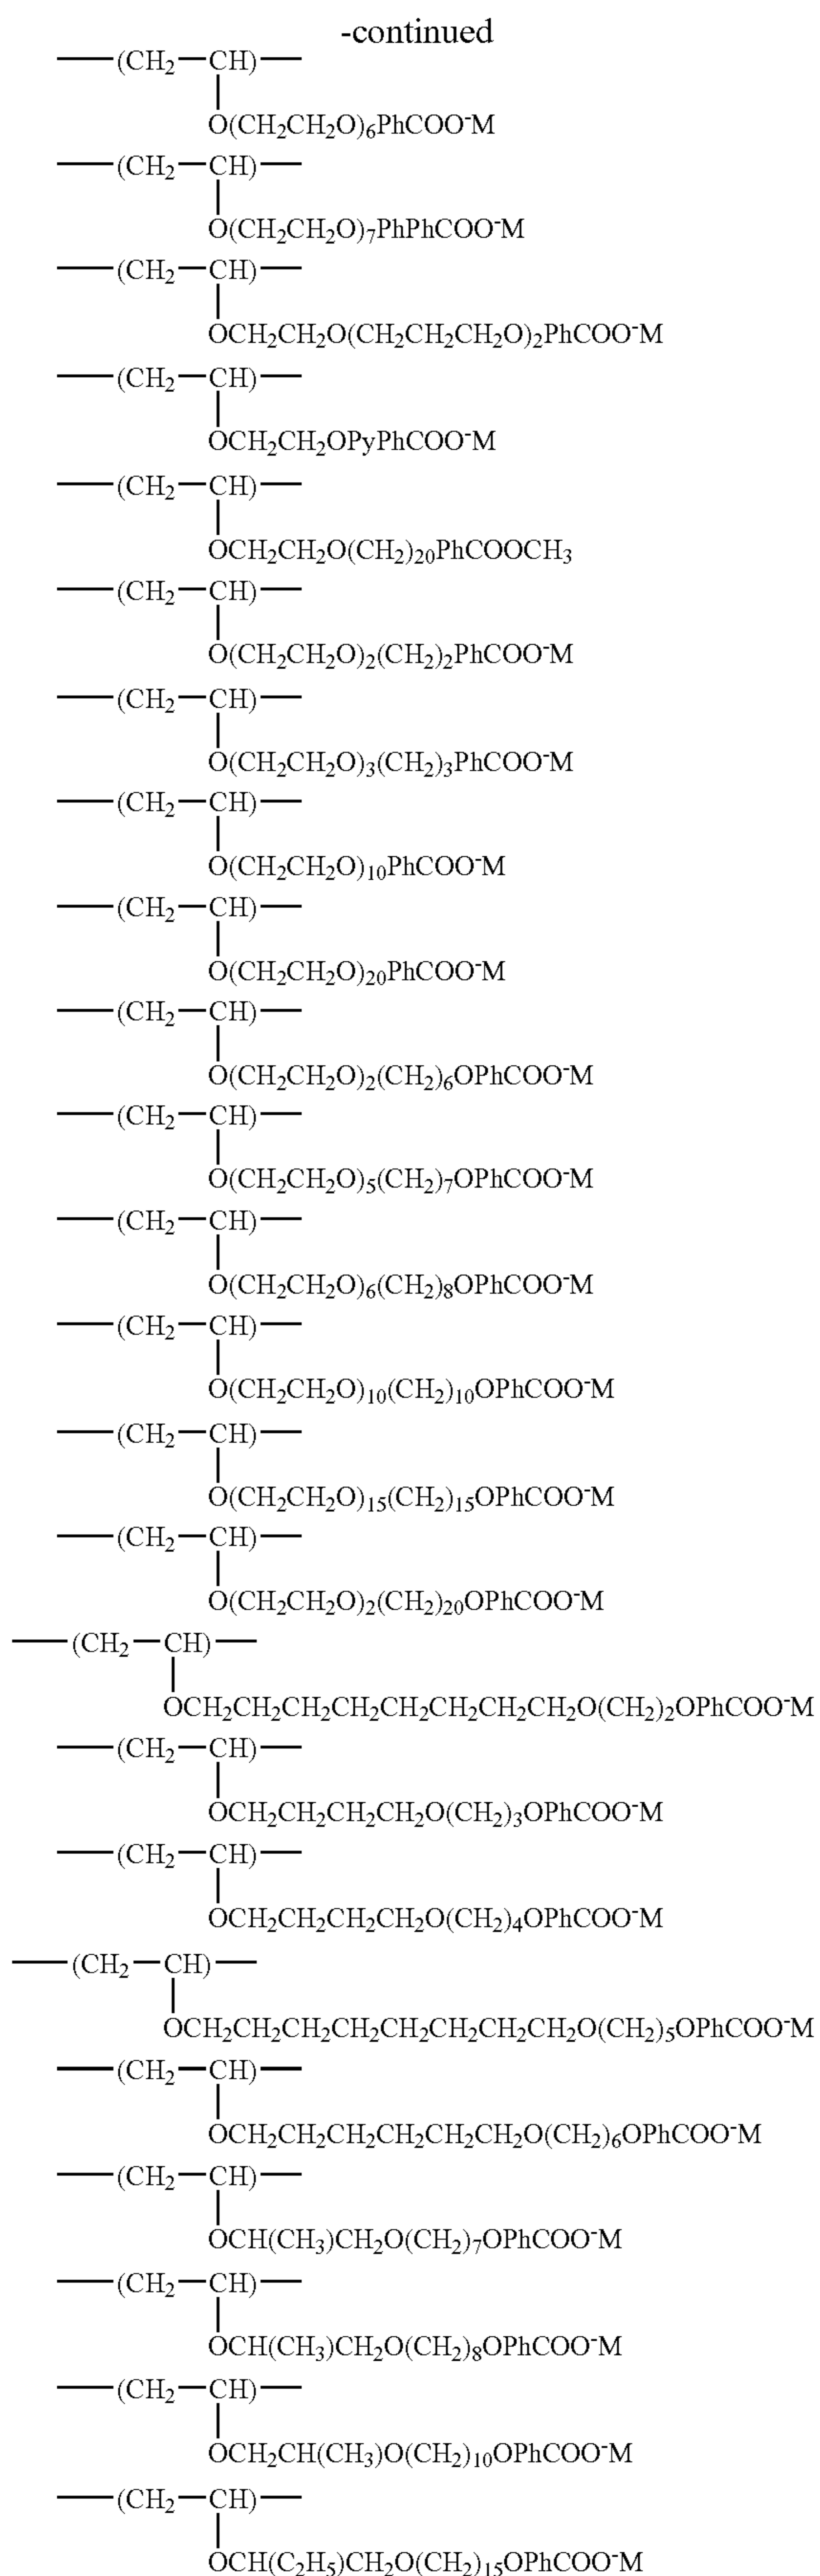 -continued
—(CH₂—CH)—
O(CH₂CH₂O)₆PhCOO⁻M
—(CH₂—CH)—
O(CH₂CH₂O)₇PhPhCOO⁻M
—(CH₂—CH)—
OCH₂CH₂O(CH₂CH₂CH₂O)₂PhCOO⁻M
—(CH₂—CH)—
OCH₂CH₂OPyPhCOO⁻M
—(CH₂—CH)—
OCH₂CH₂O(CH₂)₂₀PhCOOCH₃
—(CH₂—CH)—
O(CH₂CH₂O)₂(CH₂)₂PhCOO⁻M
—(CH₂—CH)—
O(CH₂CH₂O)₃(CH₂)₃PhCOO⁻M
—(CH₂—CH)—
O(CH₂CH₂O)₁₀PhCOO⁻M
—(CH₂—CH)—
O(CH₂CH₂O)₂₀PhCOO⁻M
—(CH₂—CH)—
O(CH₂CH₂O)₂(CH₂)₆OPhCOO⁻M
—(CH₂—CH)—
O(CH₂CH₂O)₅(CH₂)₇OPhCOO⁻M
—(CH₂—CH)—
O(CH₂CH₂O)₆(CH₂)₈OPhCOO⁻M
—(CH₂—CH)—
O(CH₂CH₂O)₁₀(CH₂)₁₀OPhCOO⁻M
—(CH₂—CH)—
O(CH₂CH₂O)₁₅(CH₂)₁₅OPhCOO⁻M
—(CH₂—CH)—
O(CH₂CH₂O)₂(CH₂)₂₀OPhCOO⁻M
—(CH₂—CH)—
OCH₂CH₂CH₂CH₂CH₂CH₂CH₂CH₂O(CH₂)₂OPhCOO⁻M
—(CH₂—CH)—
OCH₂CH₂CH₂CH₂O(CH₂)₃OPhCOO⁻M
—(CH₂—CH)—
OCH₂CH₂CH₂CH₂O(CH₂)₄OPhCOO⁻M
—(CH₂—CH)—
OCH₂CH₂CH₂CH₂CH₂CH₂CH₂CH₂O(CH₂)₅OPhCOO⁻M
—(CH₂—CH)—
OCH₂CH₂CH₂CH₂CH₂CH₂O(CH₂)₆OPhCOO⁻M
—(CH₂—CH)—
OCH(CH₃)CH₂O(CH₂)₇OPhCOO⁻M
—(CH₂—CH)—
OCH(CH₃)CH₂O(CH₂)₈OPhCOO⁻M
—(CH₂—CH)—
OCH₂CH(CH₃)O(CH₂)₁₀OPhCOO⁻M
—(CH₂—CH)—
OCH(C₂H₅)CH₂O(CH₂)₁₅OPhCOO⁻M